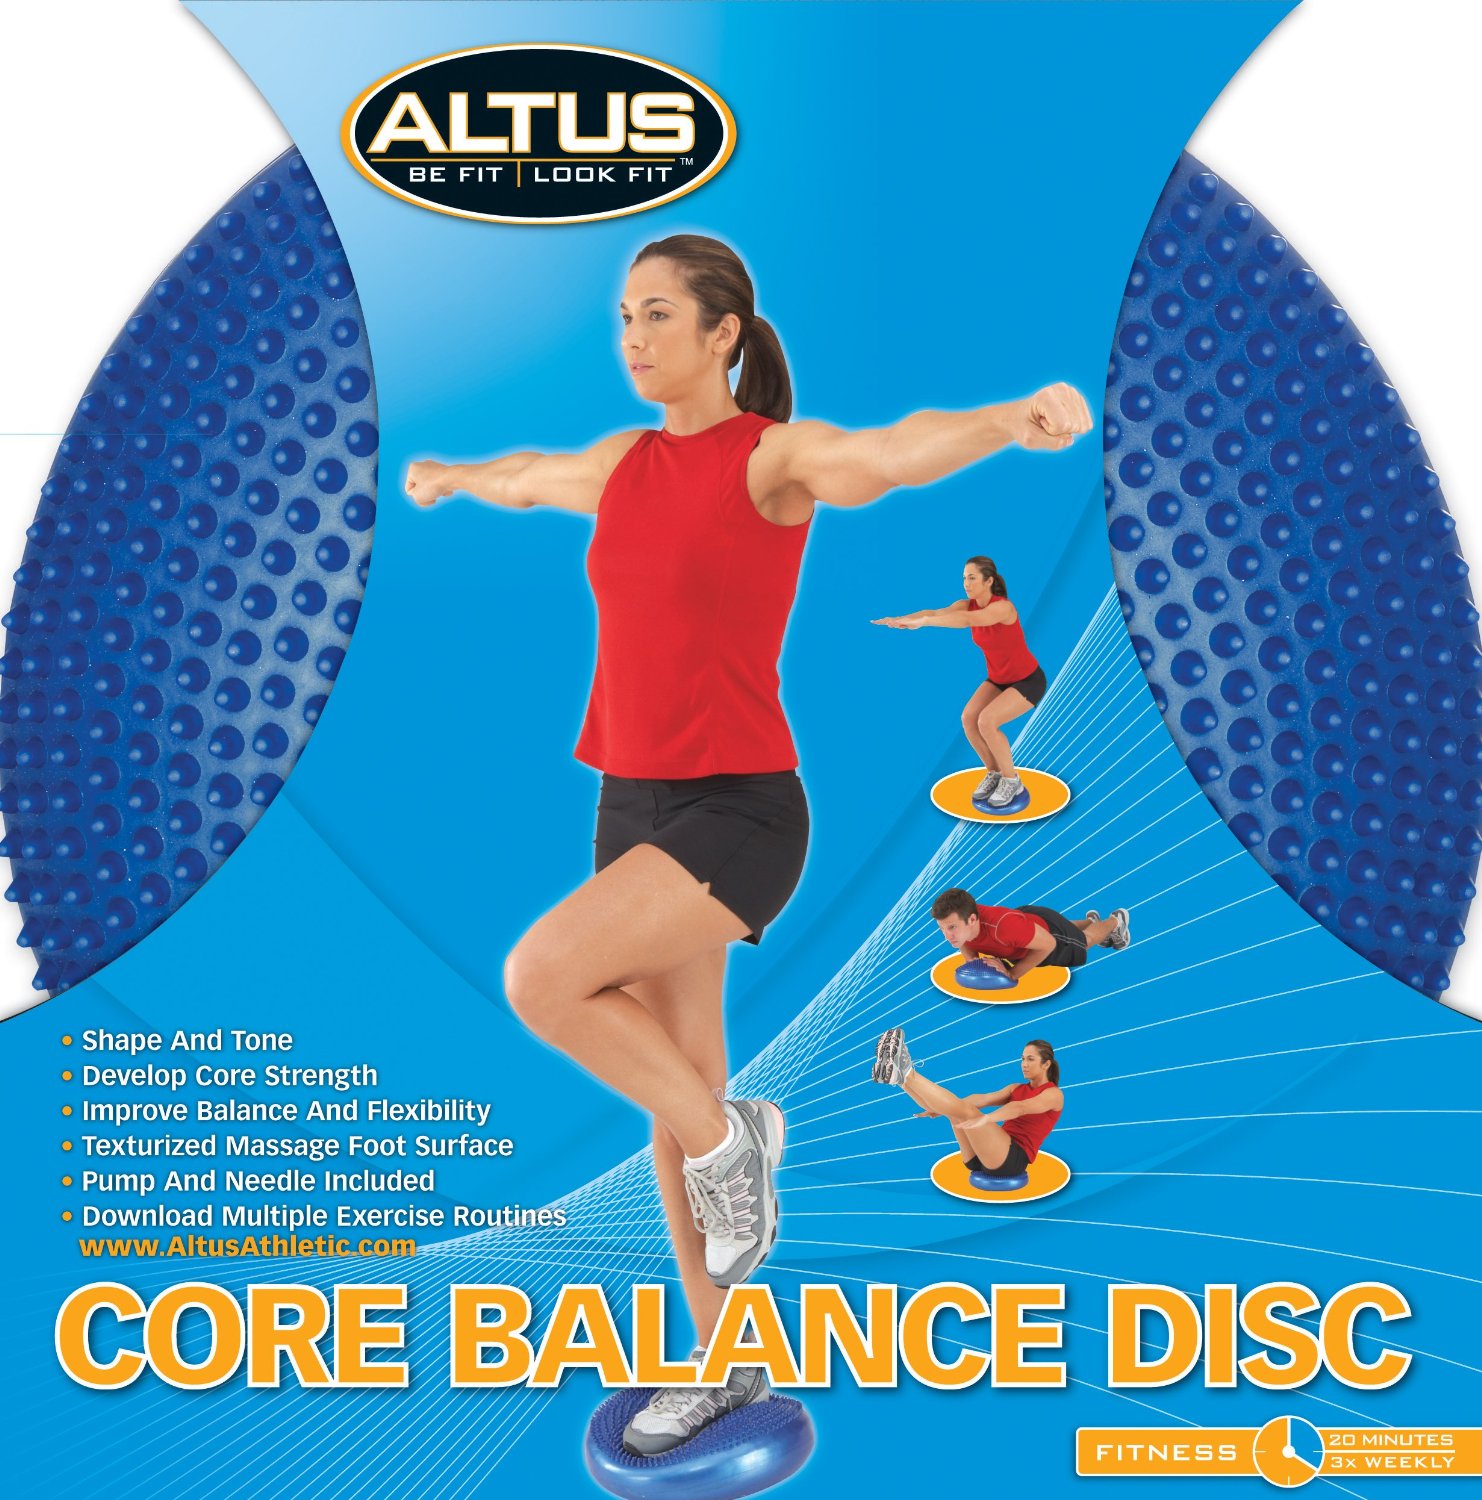 ALTUS
BE FIT | LOOK FIT™
• Shape And Tone
• Develop Core Strength
• Improve Balance And Flexibility
• Texturized Massage Foot Surface
• Pump And Needle Included
• Download Multiple Exercise Routines
www.AltusAthletic.com
CORE BALANCE DISC
FITNESS
20 MINUTES
3x WEEKLY